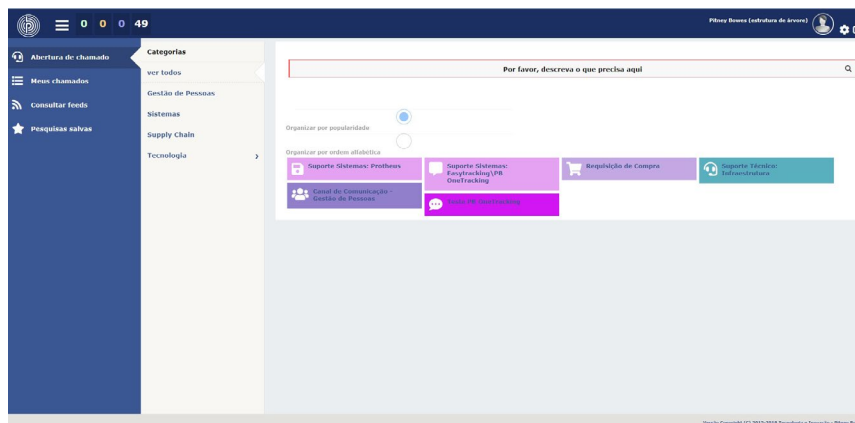 0 0 0 49
Pitney Bowes (estrutura de árvore)
Abertura de chamado
Meus chamados
Consultar feeds
Pesquisas salvas
Categorias
ver todos
Gestão de Pessoas
Sistemas
Supply Chain
Tecnologia
Por favor, descreva o que precisa aqui
Organizar por popularidade
Organizar por ordem alfabética
Suporte Sistemas: Protheus
Suporte Sistemas:
Easytracking\PB
OneTracking
Requisição de Compra
Suporte Técnico:
Infraestrutura
Canal de Comunicação -
Gestão de Pessoas
PB OneTracking